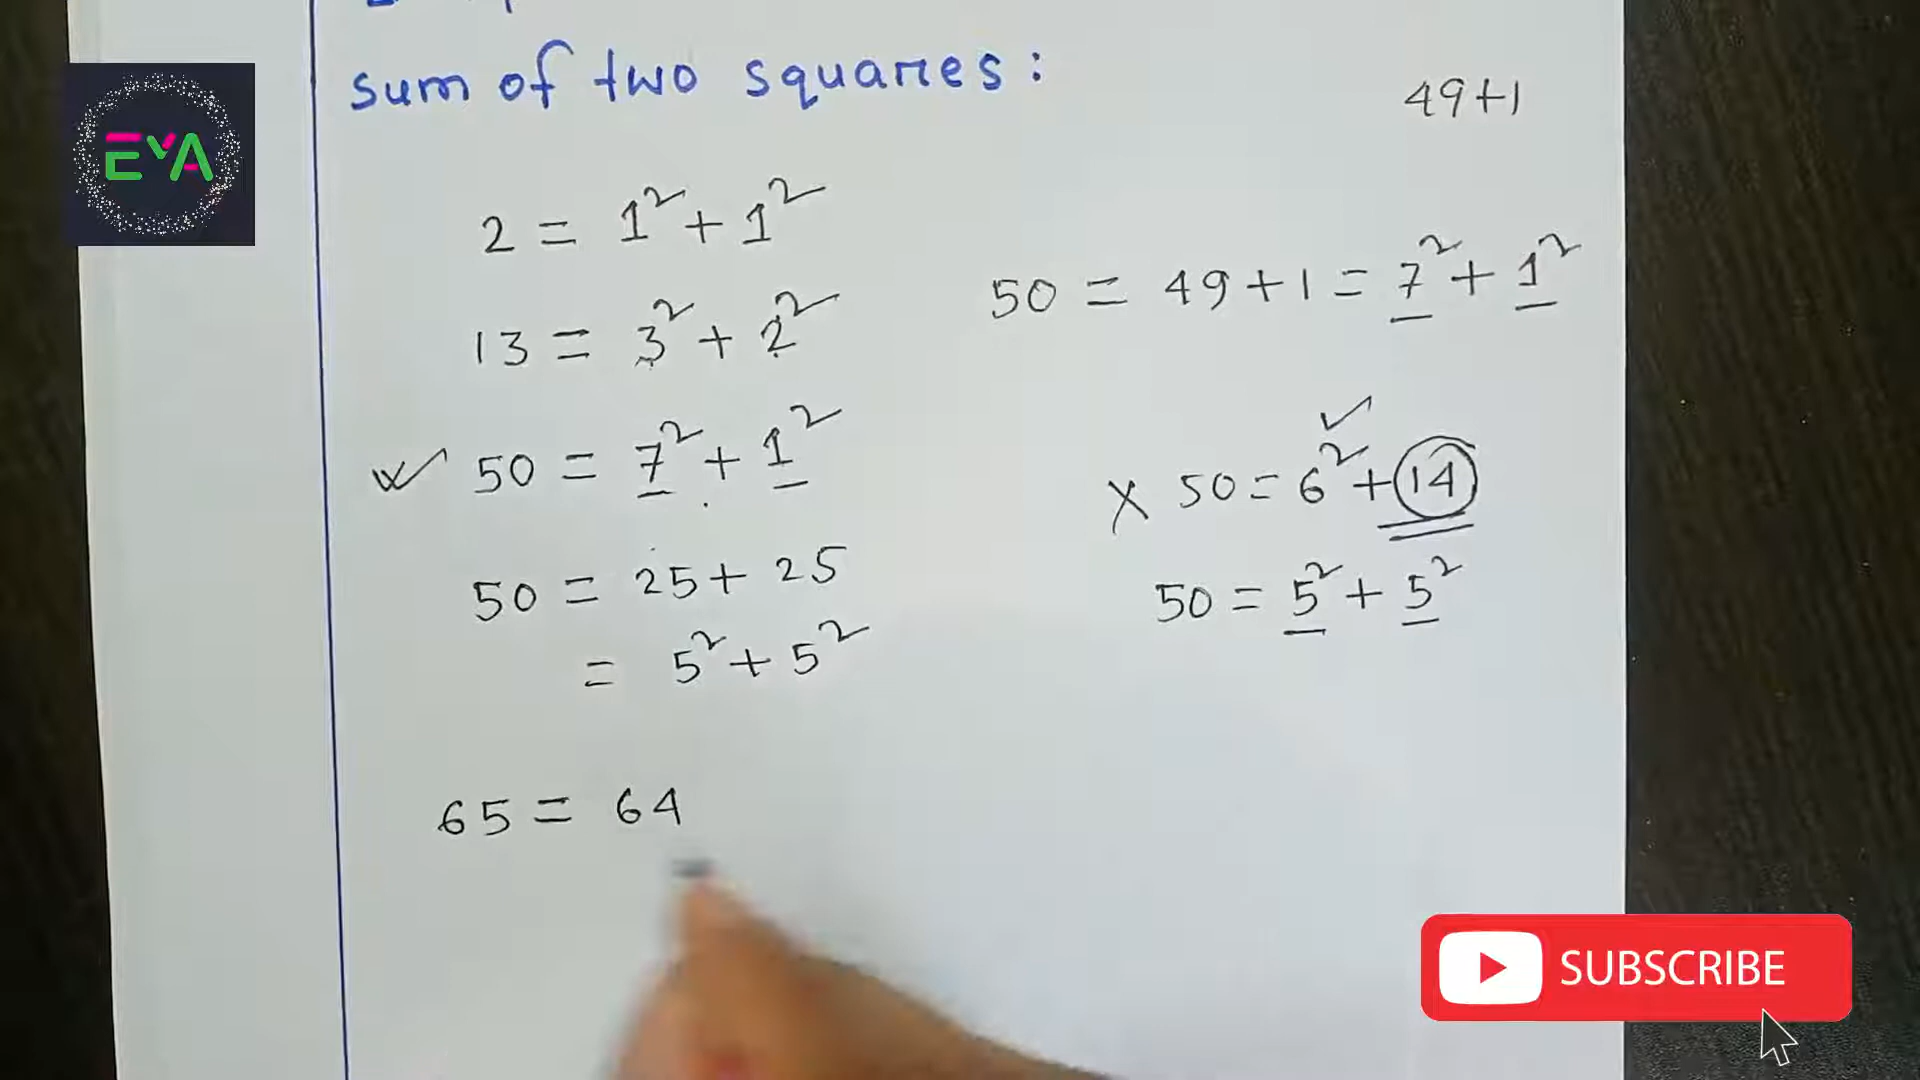 sum of two squares:
49+1
EYA
2 = 1² + 1²
50 = 49+1 = 7² + 1²
13 = 3² + 2²
50 = 7² + 1²
X 50 = 6² + 14
50 = 25 + 25
50 = 5² + 5²
= 5² + 5²
65 = 64
SUBSCRIBE